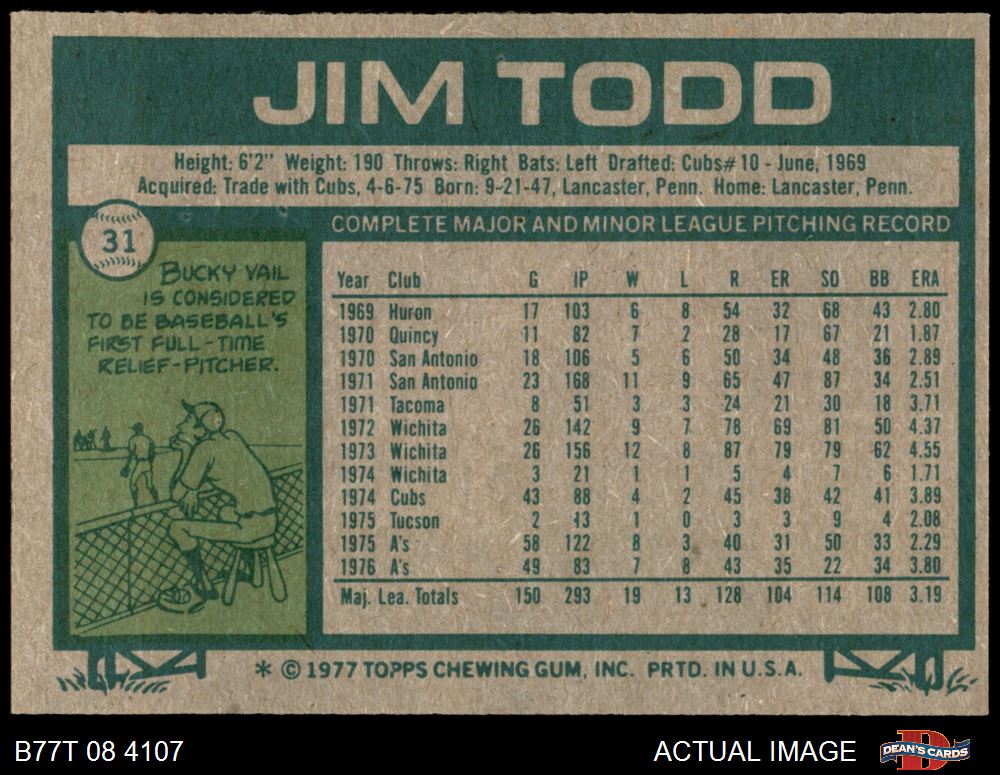 JIM TODD
Height: 6'2" Weight: 190 Throws: Right Bats: Left Drafted: Cubs#10 - June, 1969
Acquired: Trade with Cubs, 4-6-75 Born: 9-21-47, Lancaster, Penn. Home: Lancaster, Penn.
31
BUCKY VAIL
IS CONSIDERED
TO BE BASEBALL'S
FIRST FULL-TIME
RELIEF-PITCHER.
COMPLETE MAJOR AND MINOR LEAGUE PITCHING RECORD
Year Club G IP W L R ER SO BB ERA
1969 Huron 17 103 6 8 54 32 68 43 2.80
1970 Quincy 11 82 7 2 28 17 67 21 1.87
1970 San Antonio 18 106 5 6 50 34 48 36 2.89
1971 San Antonio 23 168 11 9 65 47 87 34 2.51
1971 Tacoma 8 51 3 3 24 21 30 18 3.71
1972 Wichita 26 142 9 7 78 69 81 50 4.37
1973 Wichita 26 156 12 8 87 79 79 62 4.55
1974 Wichita 3 21 1 1 5 4 7 6 1.71
1974 Cubs 43 88 4 2 45 38 42 41 3.89
1975 Tucson 2 13 1 0 3 3 9 4 2.08
1975 A's 58 122 8 3 40 31 50 33 2.29
1976 A's 49 83 7 8 43 35 22 34 3.80
Maj. Lea. Totals 150 293 19 13 128 104 114 108 3.19
* © 1977 TOPPS CHEWING GUM, INC. PRTD. IN U.S.A.
B77T 08 4107
ACTUAL IMAGE
D
DEAN'S CARDS